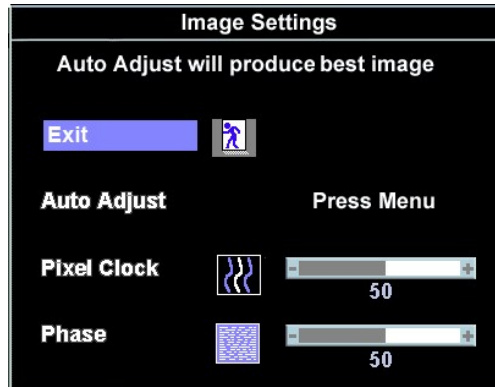 Image Settings
Auto Adjust will produce best image
Exit
Auto Adjust Press Menu
Pixel Clock - +
50
Phase - +
50